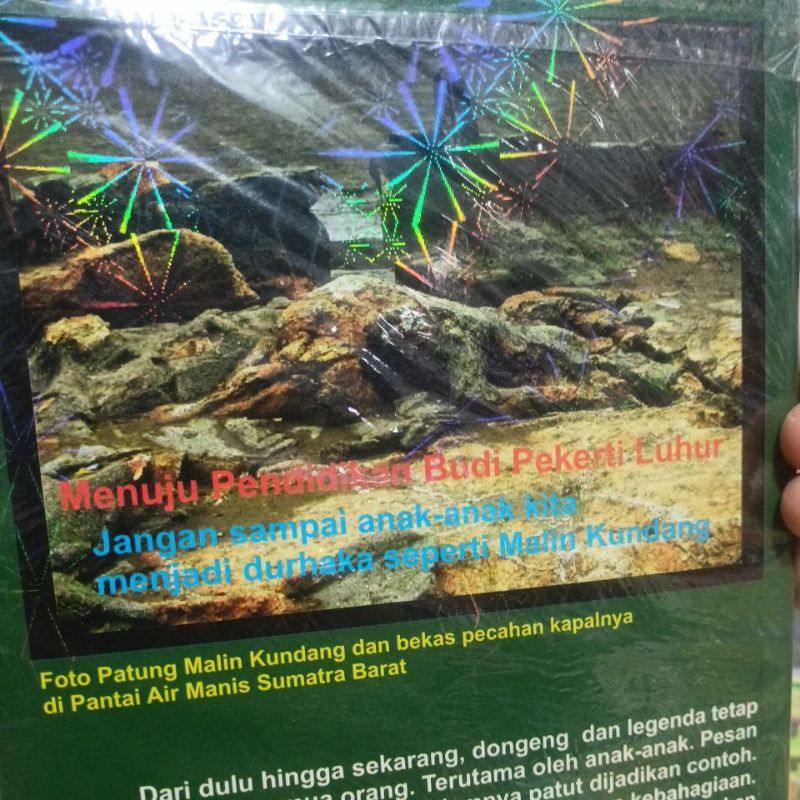 Menuju Pendidikan Budi Pekerti Luhur
Jangan sampai anak-anak kita
menjadi durhaka seperti Malin Kundang
Foto Patung Malin Kundang dan bekas pecahan kapalnya
di Pantai Air Manis Sumatra Barat
Dari dulu hingga sekarang, dongeng dan legenda tetap
orang. Terutama oleh anak-anak. Pesan
patut dijadikan contoh.
kebahagiaan.